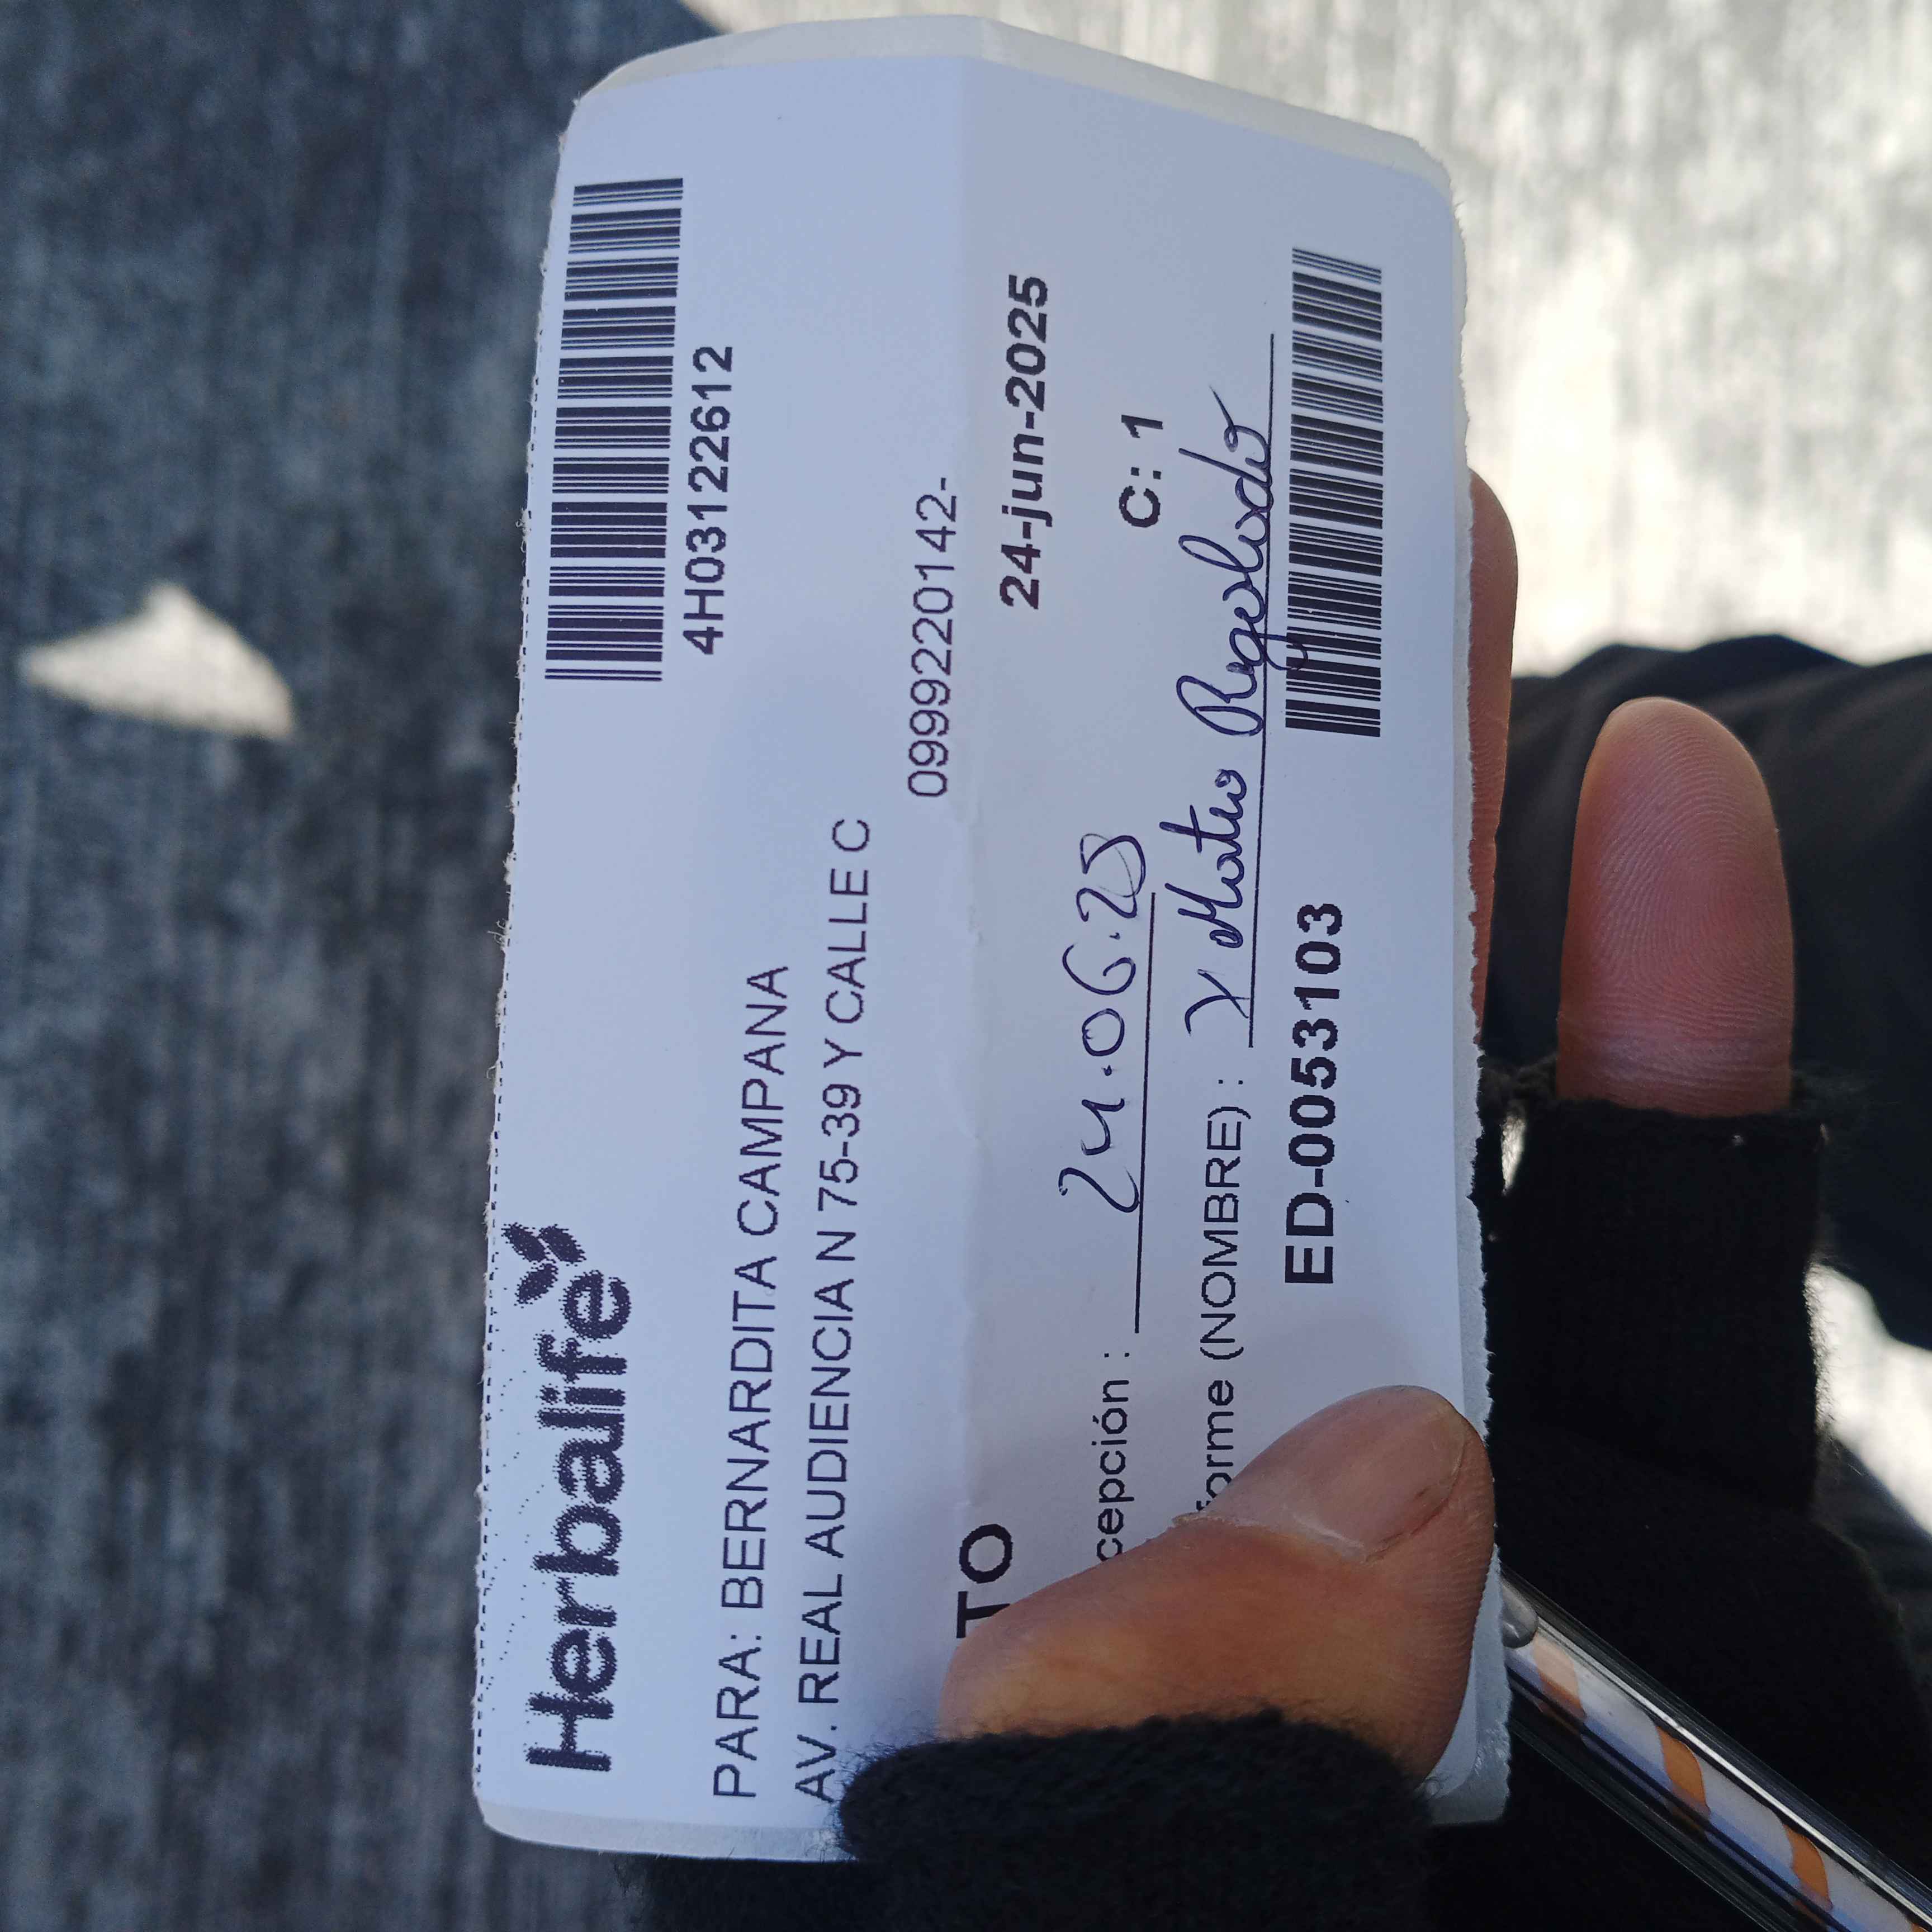 Herbalife
4H03122612
PARA: BERNARDITA CAMPANA
AV. REAL AUDIENCIA N 75-39 Y CALLE C
0999220142-
TO
24-jun-2025
cepción : 24.06.25
C: 1
forme (NOMBRE) : x Mateo Regalado
ED-0053103